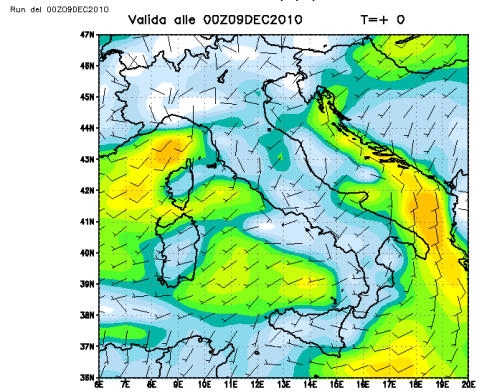 Run del 00Z09DEC2010
Valida alle 00Z09DEC2010 T=+ 0
47N
46N
45N
44N
43N
42N
41N
40N
39N
38N
37N
36N
6E 7E 8E 9E 10E 11E 12E 13E 14E 15E 16E 17E 18E 19E 20E